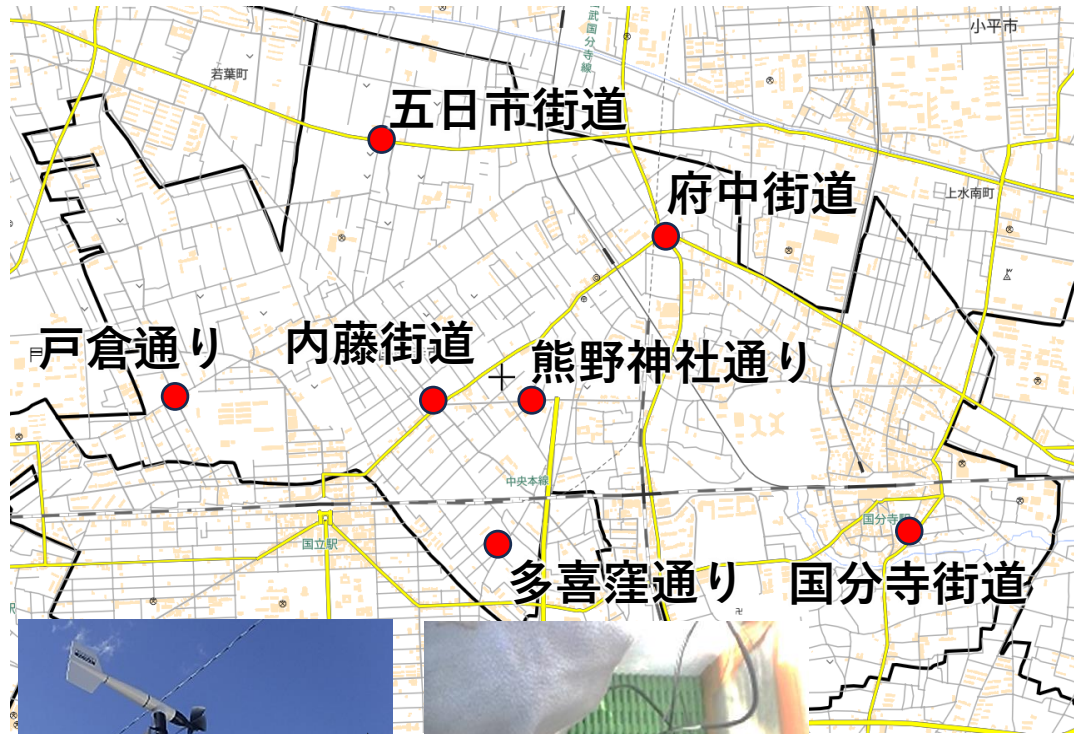 小平市
武国分寺線
若葉町
五日市街道
府中街道
上水南町
戸倉通り
内藤街道
熊野神社通り
中央本線
国分寺駅
国立駅
多喜窪通り
国分寺街道